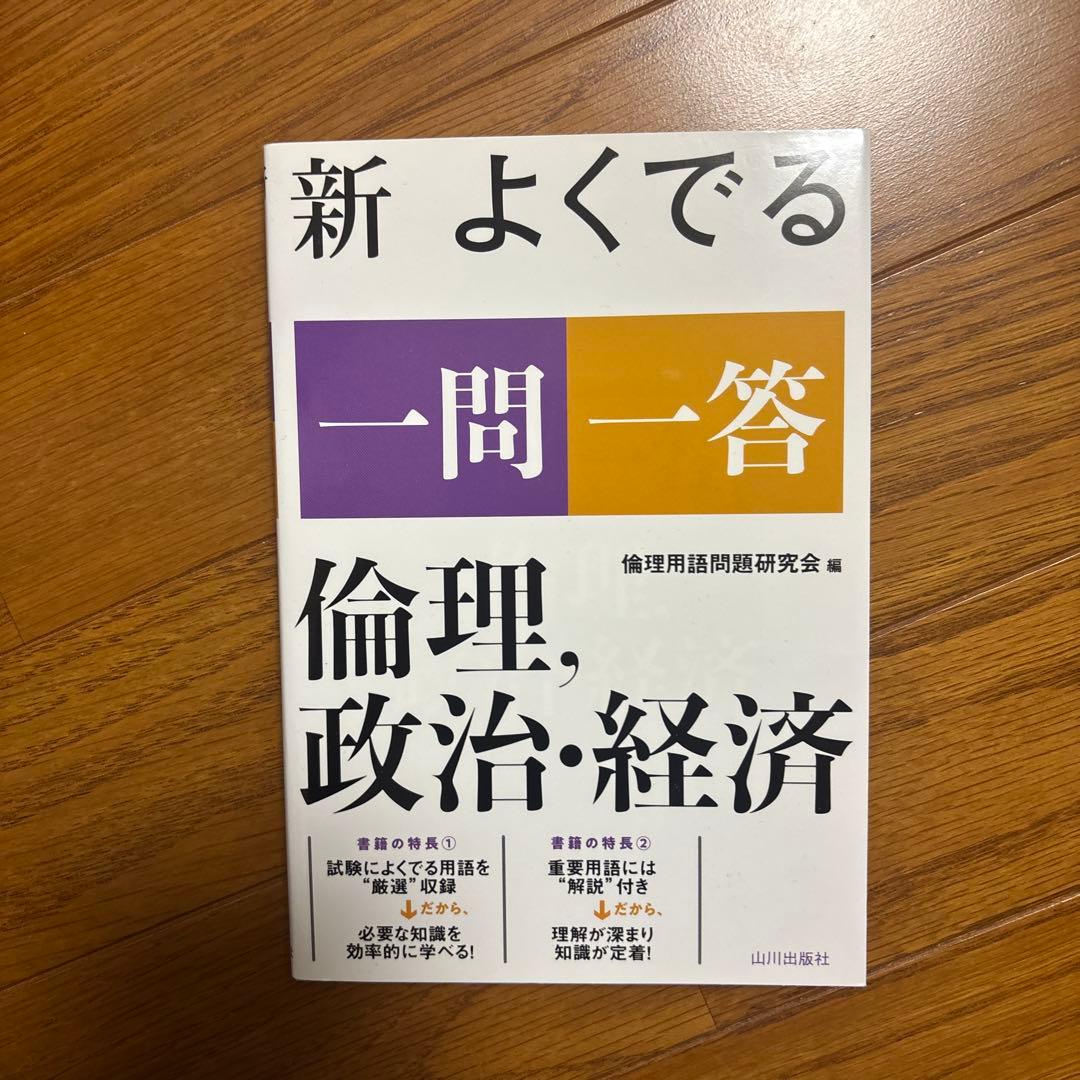 新 よくでる
一問一答
倫理用語問題研究会 編
倫理,
政治・経済
書籍の特長①
試験によくでる用語を
“厳選”収録
↓だから、
必要な知識を
効率的に学べる!
書籍の特長②
重要用語には
“解説”付き
↓だから、
理解が深まり
知識が定着!
山川出版社